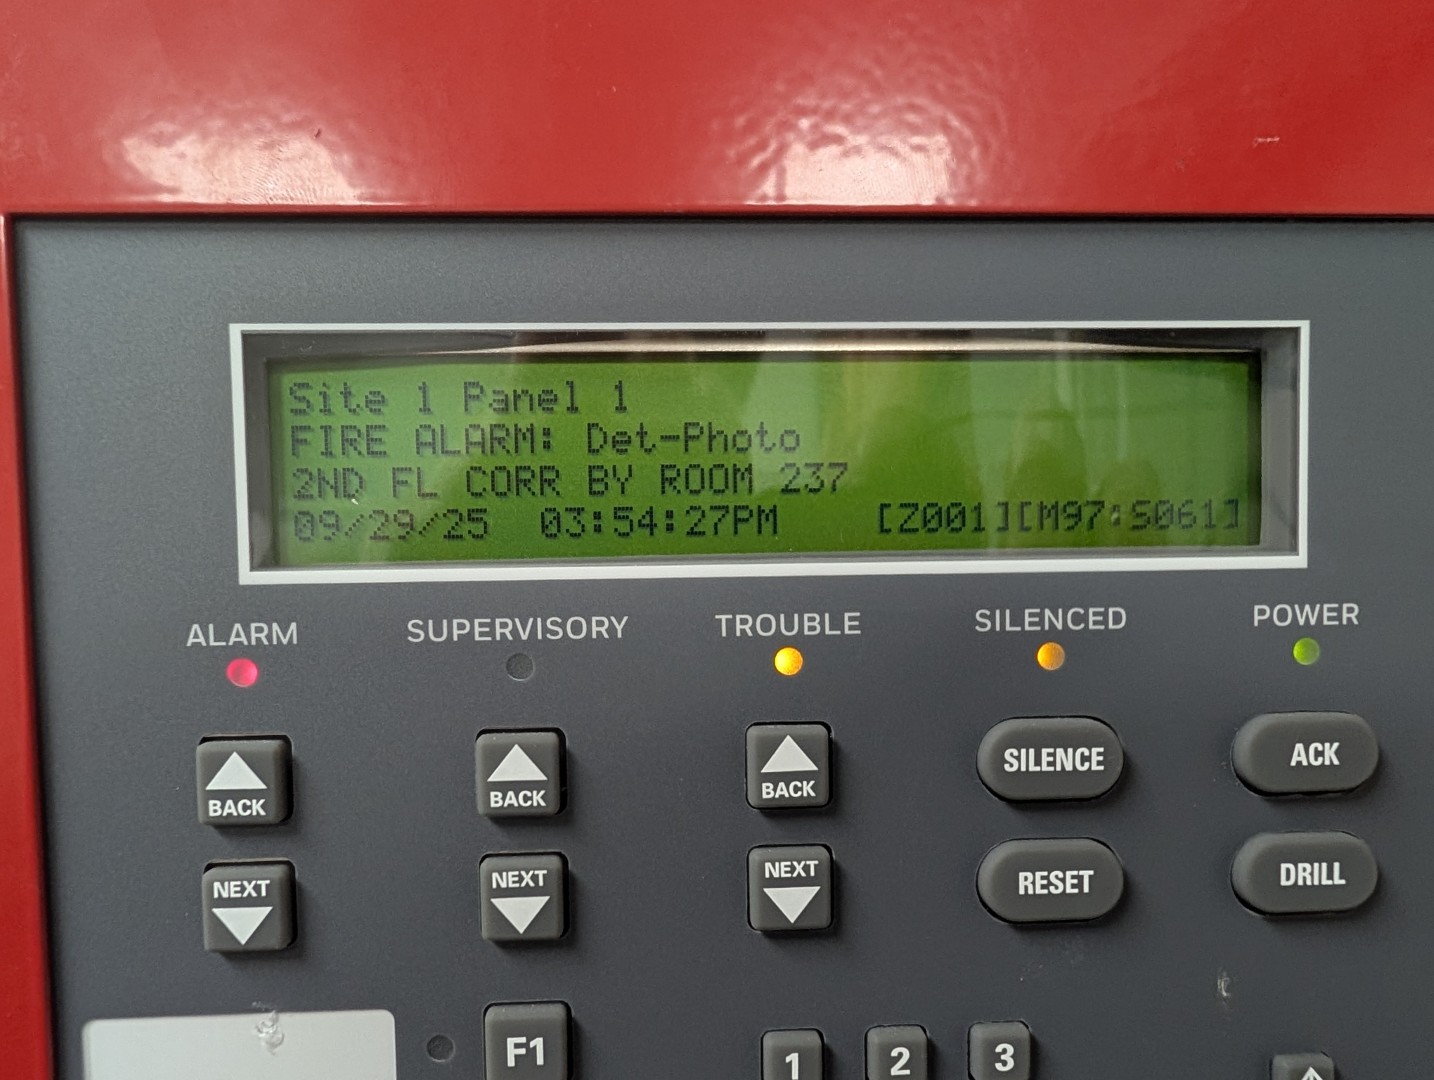 Site 1 Panel 1
FIRE ALARM: Det-Photo
2ND FL CORR BY ROOM 237
09/29/25 03:54:27PM [Z001][M97:S061]
ALARM SUPERVISORY TROUBLE SILENCED POWER
BACK BACK BACK SILENCE ACK
NEXT NEXT NEXT RESET DRILL
F1 1 2 3